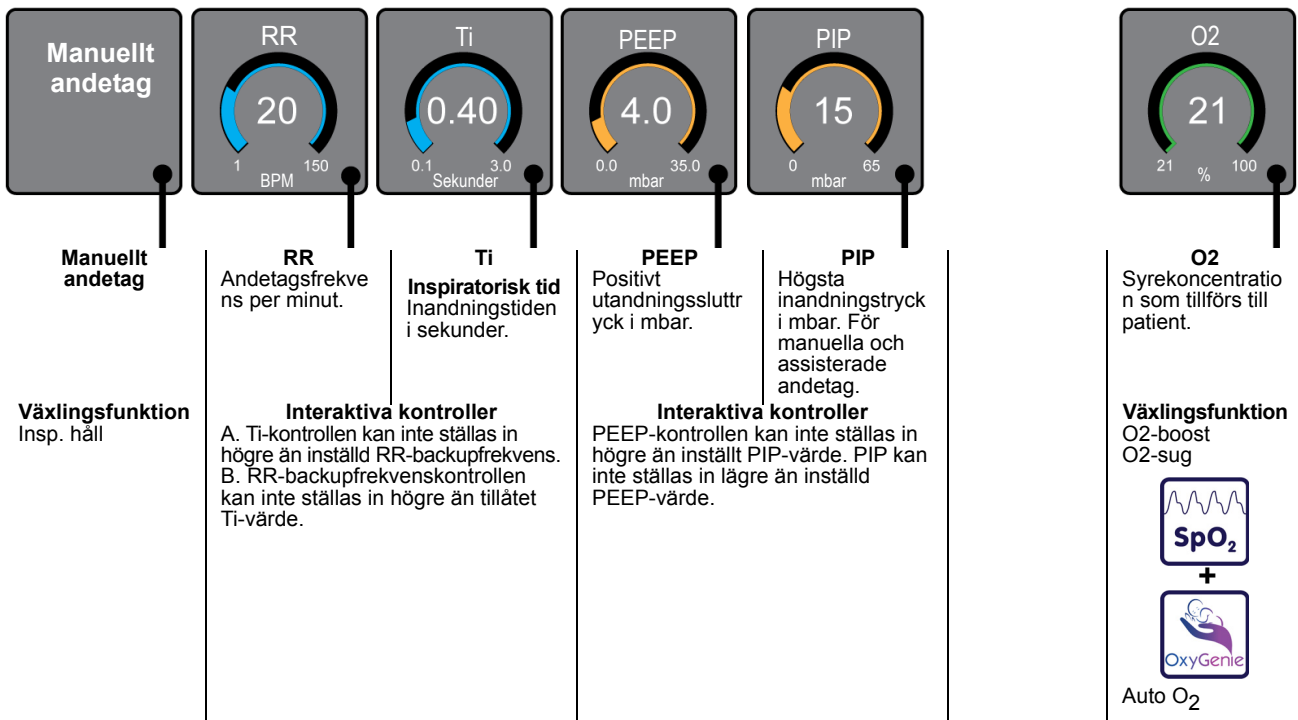 Manuellt
andetag
RR
20
1 150
BPM
Ti
0.40
0.1 3.0
Sekunder
PEEP
4.0
0.0 35.0
mbar
PIP
15
0 65
mbar
O2
21
21 100
%
Manuellt
andetag
RR
Andetagsfrekve
ns per minut.
Ti
Inspiratorisk tid
Inandningstiden
i sekunder.
PEEP
Positivt
utandningssluttr
yck i mbar.
PIP
Högsta
inandningstryck
i mbar. För
manuella och
assisterade
andetag.
O2
Syrekoncentratio
n som tillförs till
patient.
Växlingsfunktion
Insp. håll
Interaktiva kontroller
A. Ti-kontrollen kan inte ställas in
högre än inställd RR-backupfrekvens.
B. RR-backupfrekvenskontrollen
kan inte ställas in högre än tillåtet
Ti-värde.
Interaktiva kontroller
PEEP-kontrollen kan inte ställas in
högre än inställt PIP-värde. PIP kan
inte ställas in lägre än inställd
PEEP-värde.
Växlingsfunktion
O2-boost
O2-sug
SpO2
+
OxyGenie
Auto O2